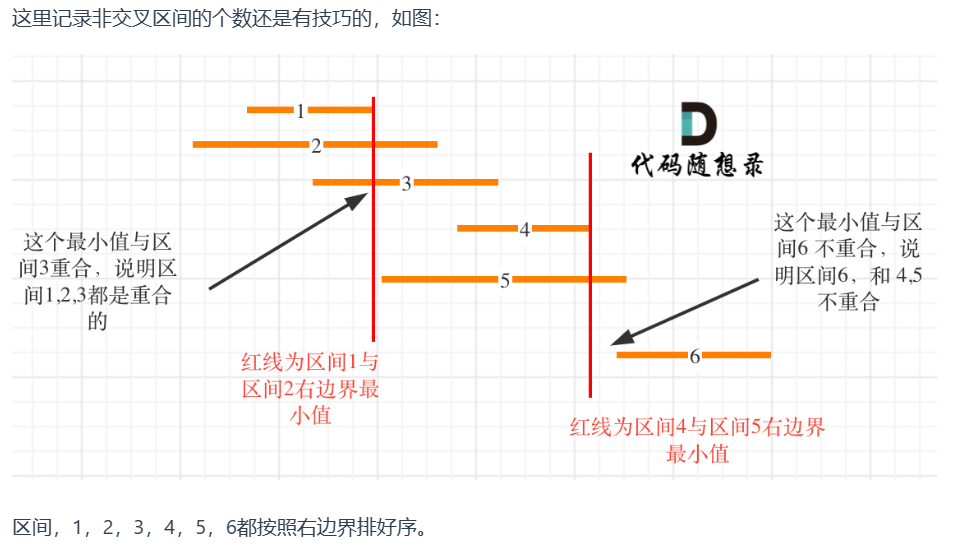 这里记录非交叉区间的个数还是有技巧的，如图：
1
2
3
代码随想录
4
5
6
这个最小值与区
间3重合，说明区
间1,2,3都是重合
的
这个最小值与区
间6 不重合，说
明区间6，和 4,5
不重合
红线为区间1与
区间2右边界最
小值
红线为区间4与区间5右边界
最小值
区间，1，2，3，4，5，6都按照右边界排好序。